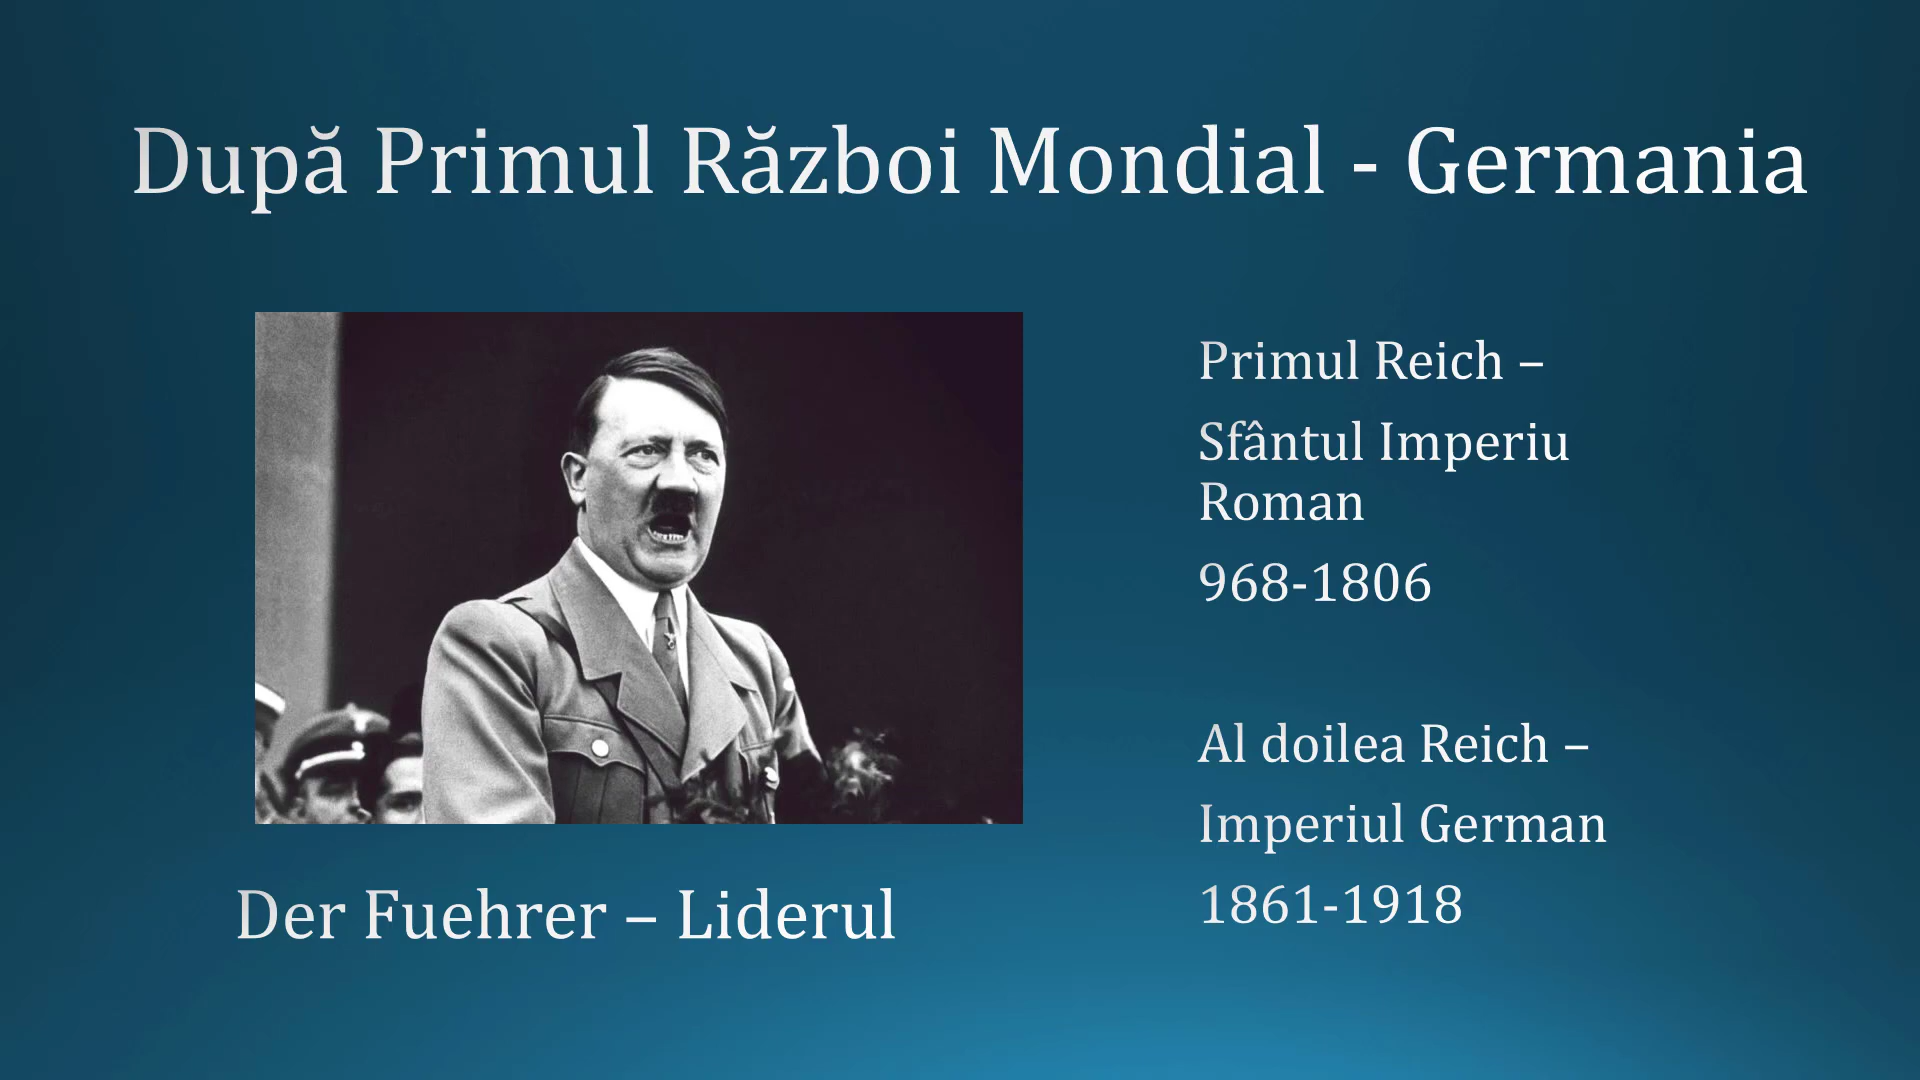 După Primul Război Mondial - Germania
Der Fuehrer – Liderul
Primul Reich –
Sfântul Imperiu
Roman
968-1806
Al doilea Reich –
Imperiul German
1861-1918